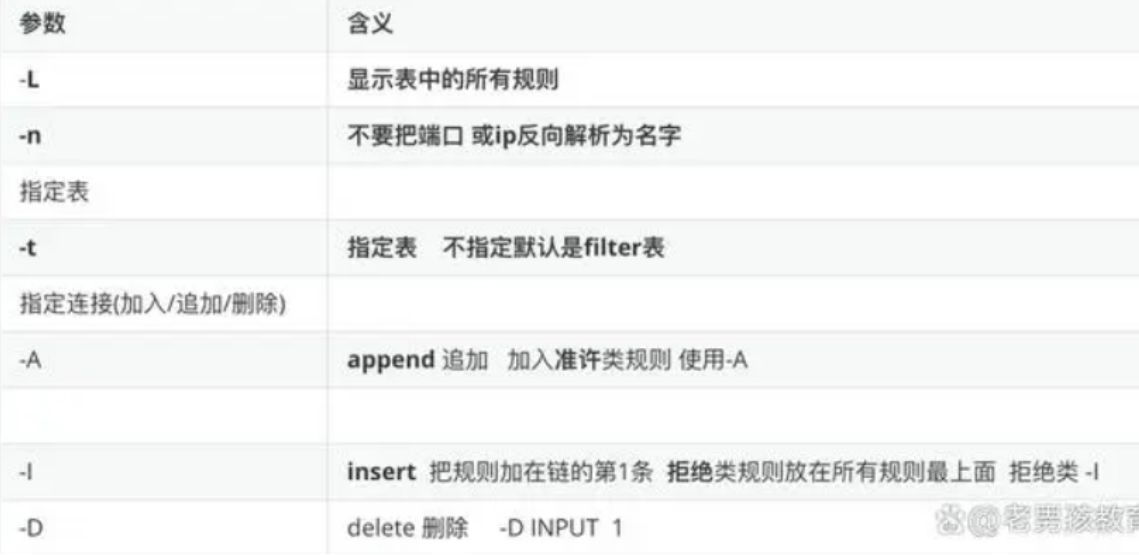 参数 含义
-L 显示表中的所有规则
-n 不要把端口 或ip反向解析为名字
指定表
-t 指定表 不指定默认是filter表
指定连接(加入/追加/删除)
-A append 追加 加入准许类规则 使用-A
-I insert 把规则加在链的第1条 拒绝类规则放在所有规则最上面 拒绝类 -I
-D delete 删除 -D INPUT 1
@老男孩教育